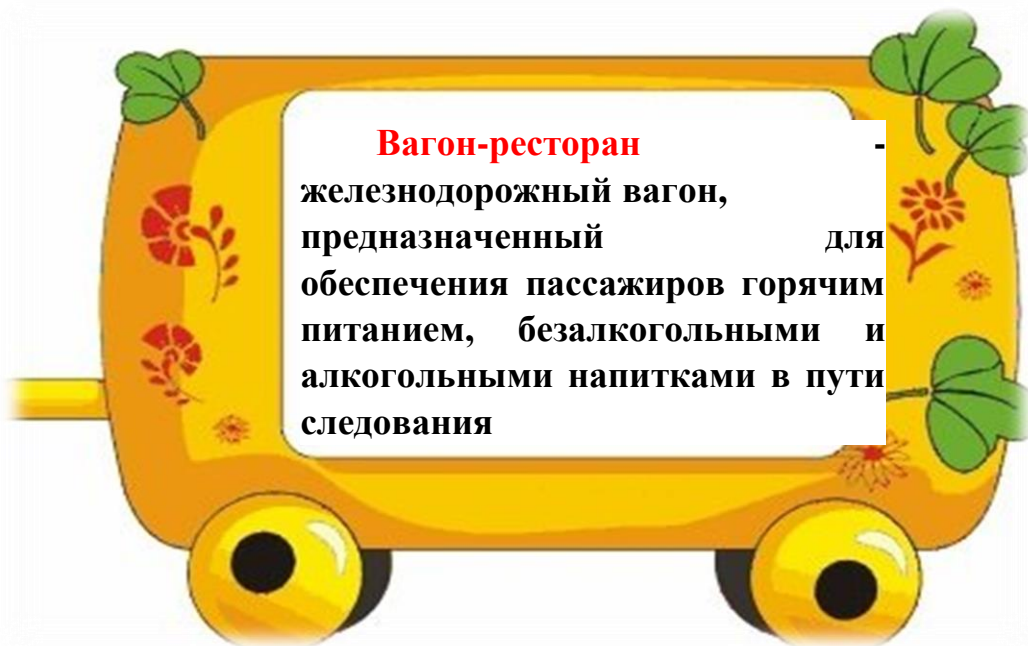 Вагон-ресторан -
железнодорожный вагон,
предназначенный для
обеспечения пассажиров горячим
питанием, безалкогольными и
алкогольными напитками в пути
следования